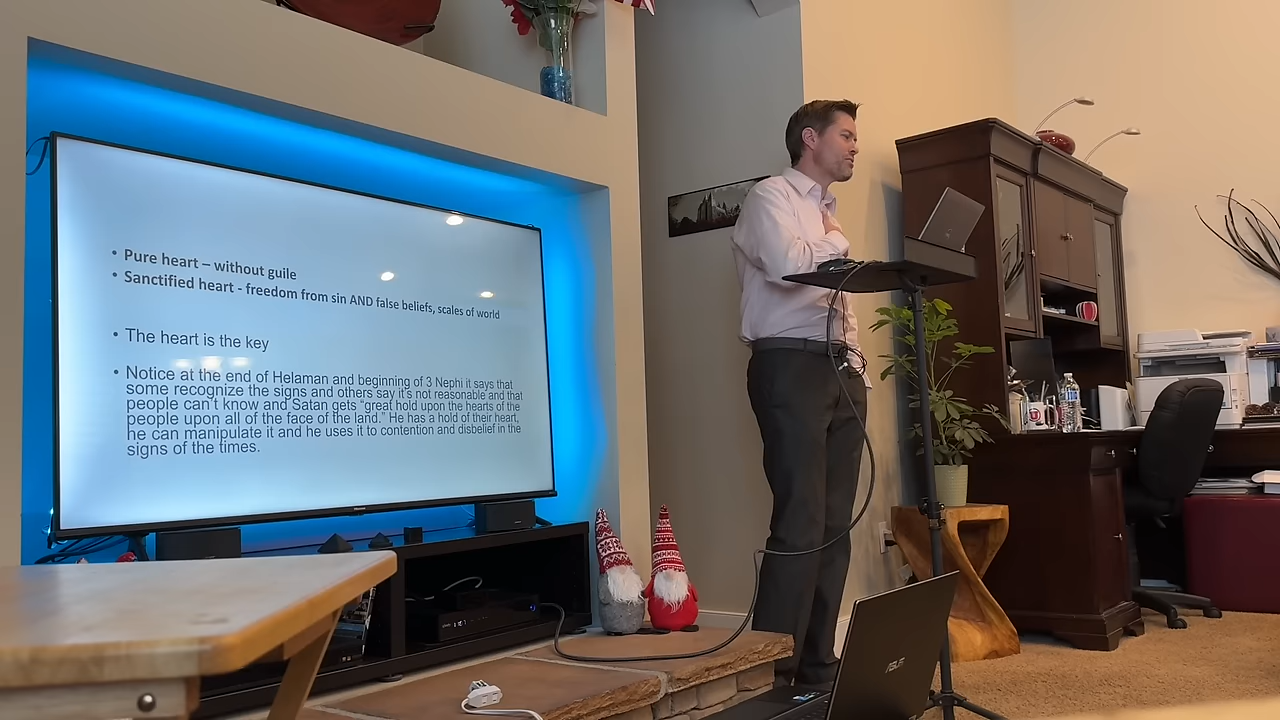 • Pure heart – without guile
• Sanctified heart - freedom from sin AND false beliefs, scales of world
• The heart is the key
• Notice at the end of Helaman and beginning of 3 Nephi it says that
some recognize the signs and others say it's not reasonable and that
people can't know and Satan gets "great hold upon the hearts of the
people upon all of the face of the land." He has a hold of their heart,
he can manipulate it and he uses it to contention and disbelief in the
signs of the times.
Hisense
ASUS